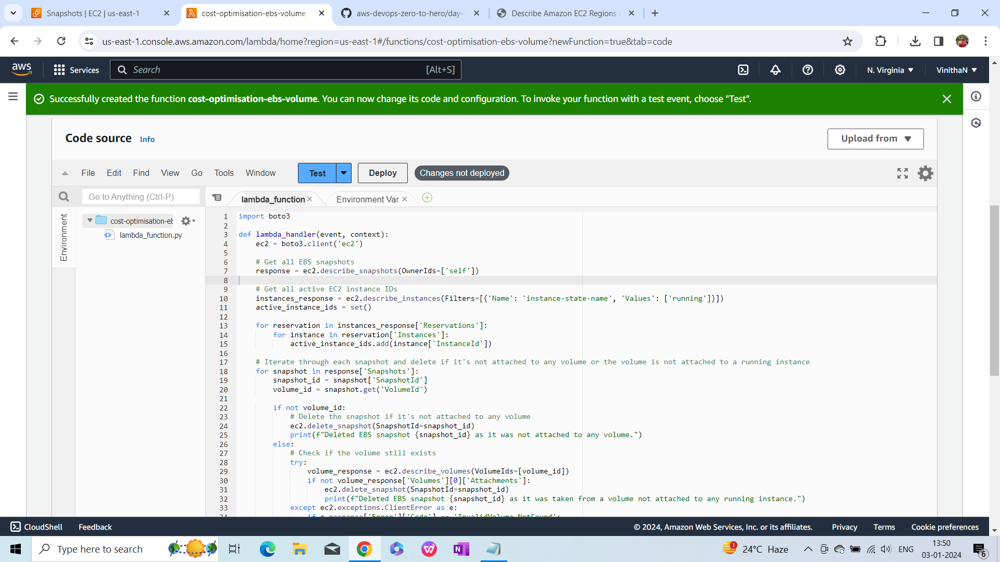 Snapshots | EC2 | us-east-1
cost-optimisation-ebs-volume
aws-devops-zero-to-hero/day-
Describe Amazon EC2 Regions
us-east-1.console.aws.amazon.com/lambda/home?region=us-east-1#/functions/cost-optimisation-ebs-volume?newFunction=true&tab=code
aws
Services
Search
[Alt+S]
N. Virginia
VinithaN
Successfully created the function cost-optimisation-ebs-volume. You can now change its code and configuration. To invoke your function with a test event, choose "Test".
Code source Info
Upload from
File Edit Find View Go Tools Window
Test
Deploy
Changes not deployed
Go to Anything (Ctrl-P)
lambda_function
Environment Var
Environment
cost-optimisation-eb
lambda_function.py
1 import boto3
2
3 def lambda_handler(event, context):
4 ec2 = boto3.client('ec2')
5
6 # Get all EBS snapshots
7 response = ec2.describe_snapshots(OwnerIds=['self'])
8
9 # Get all active EC2 instance IDs
10 instances_response = ec2.describe_instances(Filters=[{'Name': 'instance-state-name', 'Values': ['running']}])
11 active_instance_ids = set()
12
13 for reservation in instances_response['Reservations']:
14 for instance in reservation['Instances']:
15 active_instance_ids.add(instance['InstanceId'])
16
17 # Iterate through each snapshot and delete if it's not attached to any volume or the volume is not attached to a running instance
18 for snapshot in response['Snapshots']:
19 snapshot_id = snapshot['SnapshotId']
20 volume_id = snapshot.get('VolumeId')
21
22 if not volume_id:
23 # Delete the snapshot if it's not attached to any volume
24 ec2.delete_snapshot(SnapshotId=snapshot_id)
25 print(f"Deleted EBS snapshot {snapshot_id} as it was not attached to any volume.")
26 else:
27 # Check if the volume still exists
28 try:
29 volume_response = ec2.describe_volumes(VolumeIds=[volume_id])
30 if not volume_response['Volumes'][0]['Attachments']:
31 ec2.delete_snapshot(SnapshotId=snapshot_id)
32 print(f"Deleted EBS snapshot {snapshot_id} as it was taken from a volume not attached to any running instance.")
33 except ec2.exceptions.ClientError as e:
34 if e.response['Error']['Code'] == 'InvalidVolume.NotFound':
CloudShell
Feedback
© 2024, Amazon Web Services, Inc. or its affiliates.
Privacy
Terms
Cookie preferences
Type here to search
1
24°C Haze
ENG
13:50
03-01-2024
6